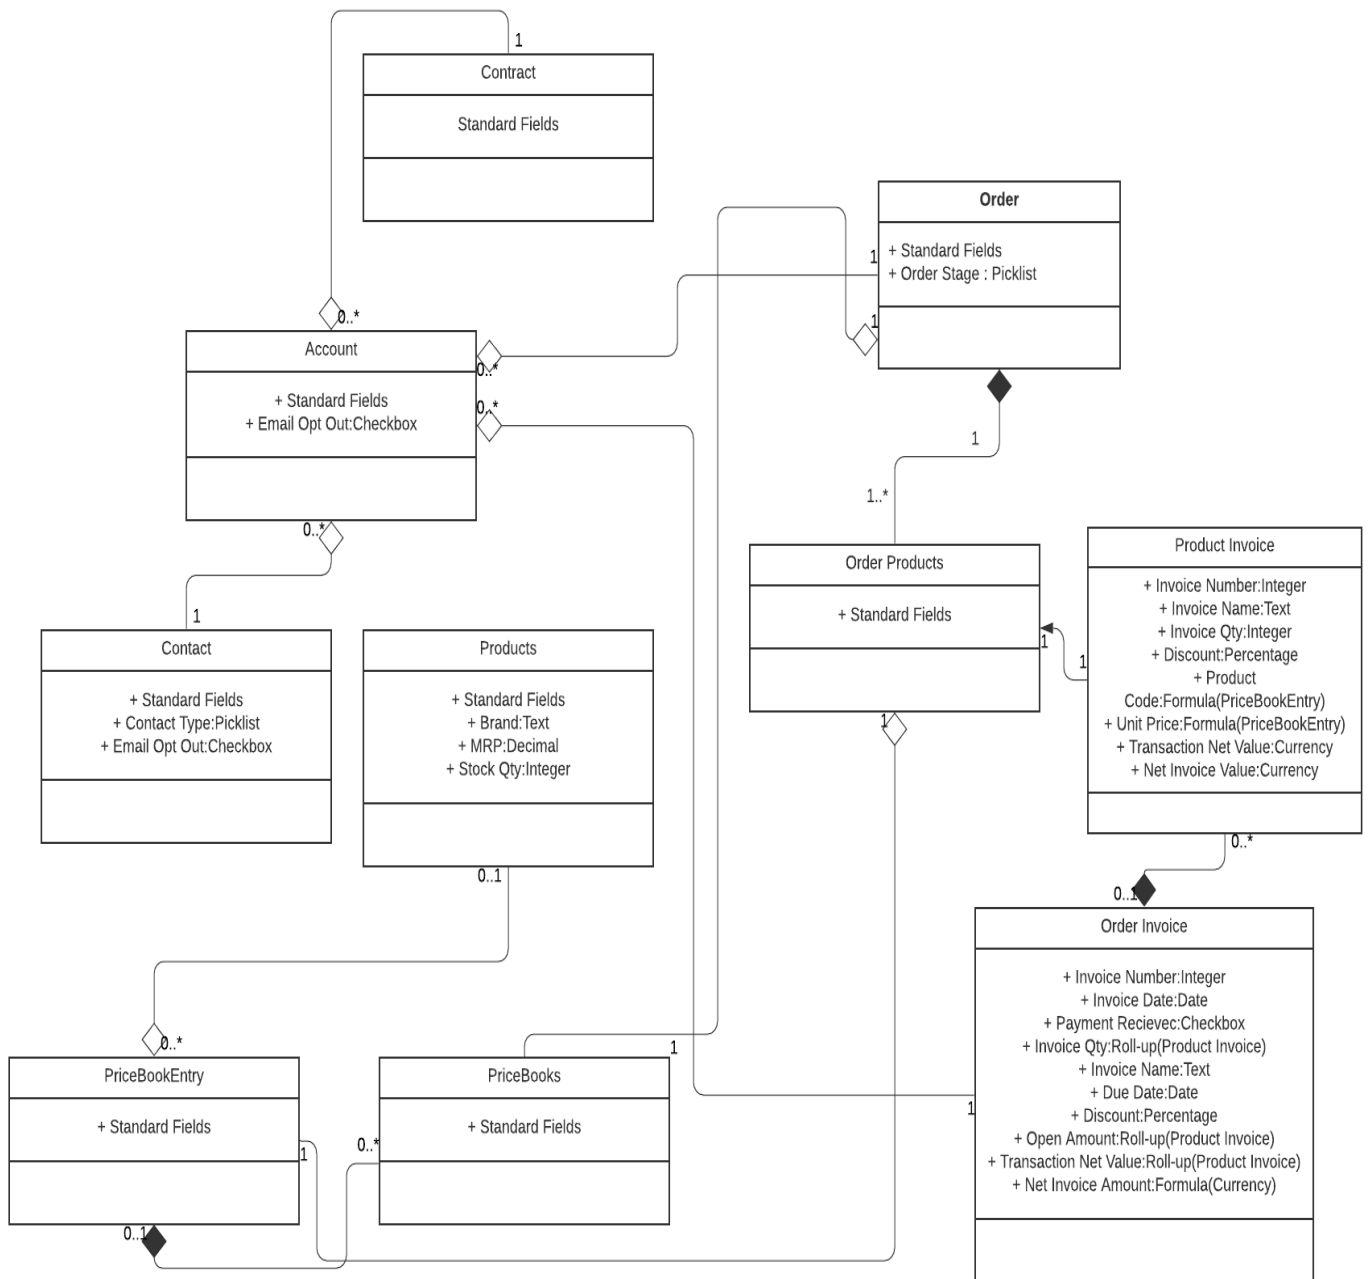 1
Contract
Standard Fields
Order
+ Standard Fields
+ Order Stage : Picklist
1
1
0..*
Account
+ Standard Fields
+ Email Opt Out:Checkbox
0..*
0..*
0..*
1
1..*
1
Contact
+ Standard Fields
+ Contact Type:Picklist
+ Email Opt Out:Checkbox
Products
+ Standard Fields
+ Brand:Text
+ MRP:Decimal
+ Stock Qty:Integer
0..1
Order Products
+ Standard Fields
1
1
1
Product Invoice
+ Invoice Number:Integer
+ Invoice Name:Text
+ Invoice Qty:Integer
+ Discount:Percentage
+ Product
Code:Formula(PriceBookEntry)
+ Unit Price:Formula(PriceBookEntry)
+ Transaction Net Value:Currency
+ Net Invoice Value:Currency
0..*
0..1
Order Invoice
+ Invoice Number:Integer
+ Invoice Date:Date
+ Payment Recievec:Checkbox
+ Invoice Qty:Roll-up(Product Invoice)
+ Invoice Name:Text
+ Due Date:Date
+ Discount:Percentage
+ Open Amount:Roll-up(Product Invoice)
+ Transaction Net Value:Roll-up(Product Invoice)
+ Net Invoice Amount:Formula(Currency)
1
0..*
PriceBookEntry
+ Standard Fields
1
0..1
1
PriceBooks
+ Standard Fields
0..*